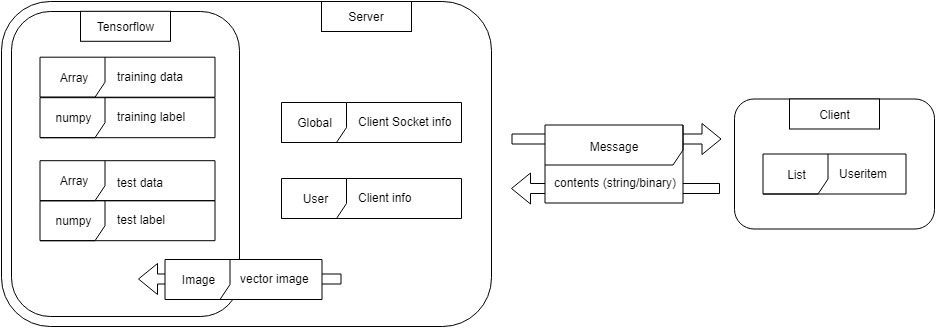 Tensorflow
Server
Array training data
numpy training label
Array test data
numpy test label
Image vector image
Global Client Socket info
User Client info
Message
contents (string/binary)
Client
List Useritem